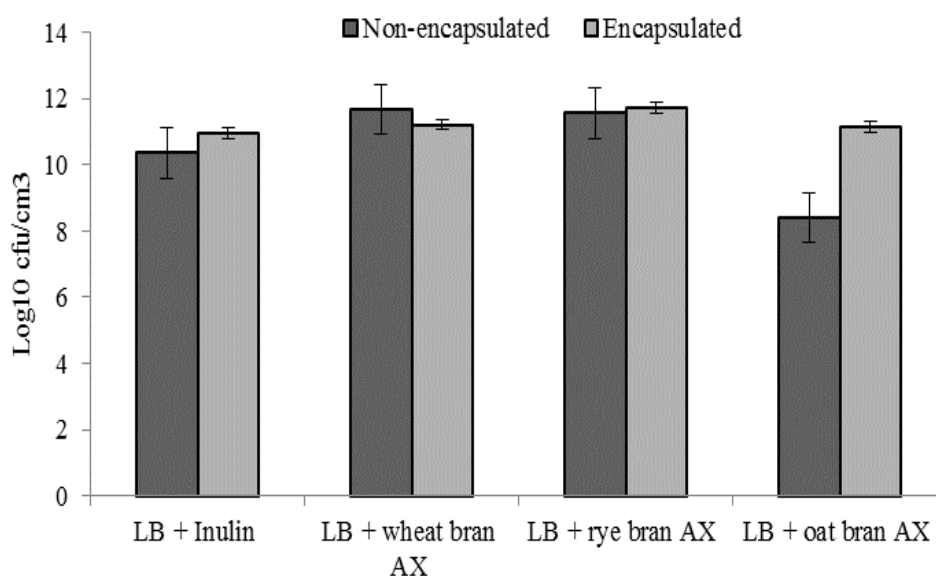 Non-encapsulated Encapsulated
14
12
10
8
6
4
2
0
Log10 cfu/cm3
LB + Inulin
LB + wheat bran
AX
LB + rye bran AX
LB + oat bran AX